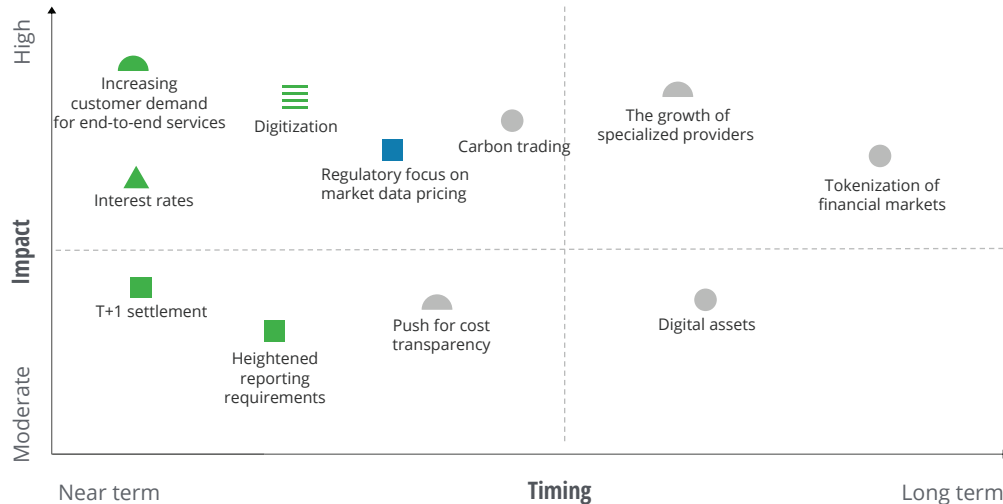 High
Increasing
customer demand
for end-to-end services
Digitization
Carbon trading
The growth of
specialized providers
Regulatory focus on
market data pricing
Interest rates
Tokenization of
financial markets
Impact
T+1 settlement
Push for cost
transparency
Digital assets
Heightened
reporting
requirements
Moderate
Near term
Timing
Long term